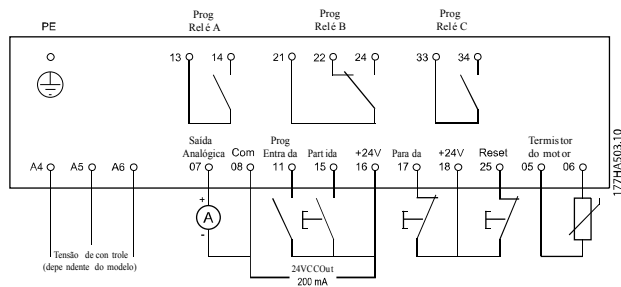 PE
Prog
Relé A
Prog
Relé B
Prog
Relé C
13 14 21 22 24 33 34
Saída
Analógica
07
Com
08
Prog
Entrada
11
Partida
15
+24V
16
Parada
17
+24V
18
Reset
25
Termistor
do motor
05 06
A4 A5 A6
+
A
-
Tensão de controle
(dependente do modelo)
24VCCOut
200 mA
177HA503.10